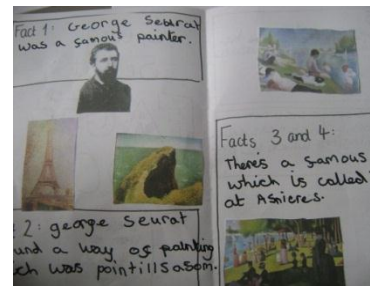 Fact 1: George Seurat
was a famous painter.
2: george Seurat
und a way of painting
ch was pointillsasom.
Facts 3 and 4:
There's a famous
which is called
at Asnieres.